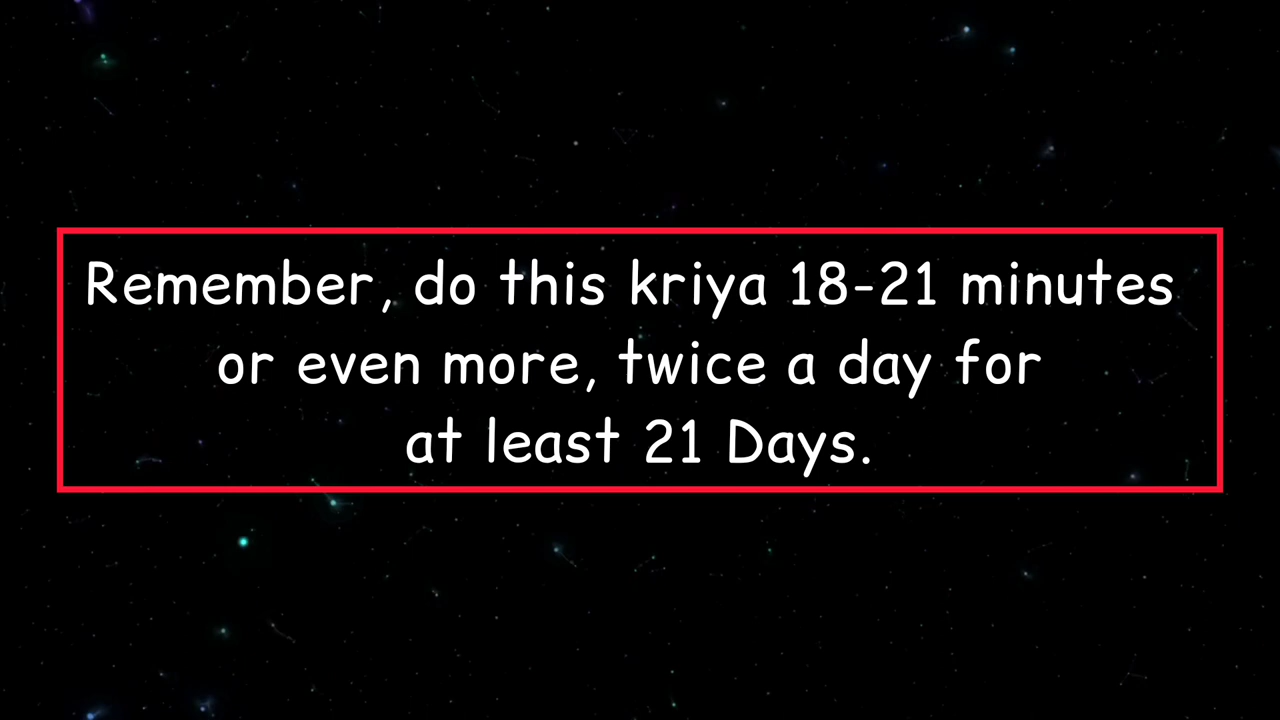 Remember, do this kriya 18-21 minutes
or even more, twice a day for
at least 21 Days.